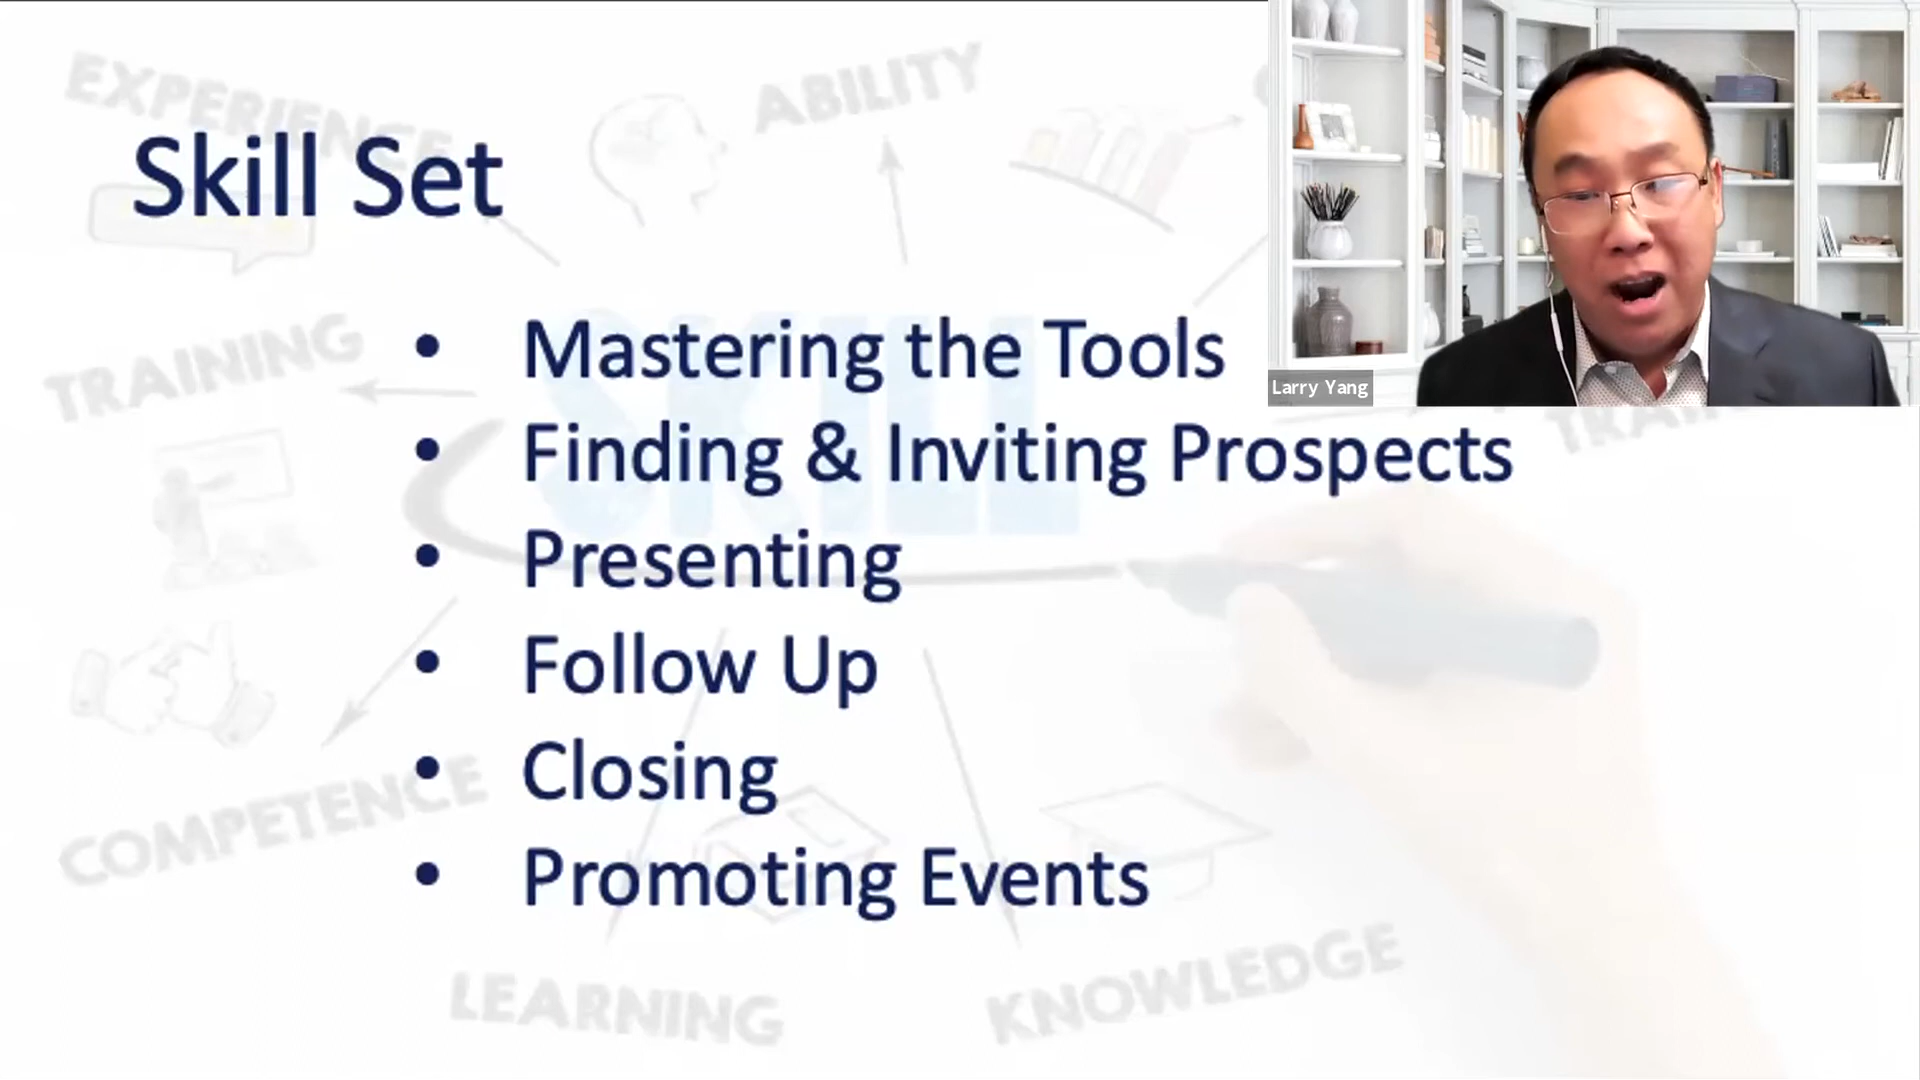 EXPERIENCE
ABILITY
Skill Set
TRAINING
SKILL
• Mastering the Tools
Larry Yang
• Finding & Inviting Prospects
• Presenting
• Follow Up
• Closing
COMPETENCE
• Promoting Events
LEARNING
KNOWLEDGE